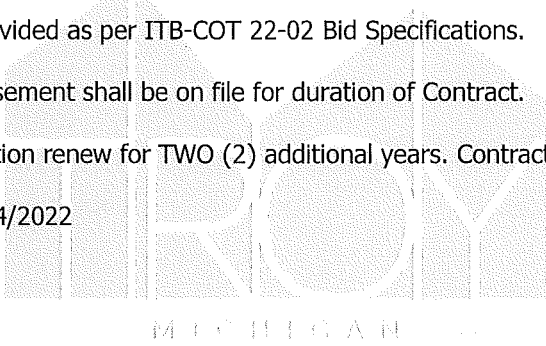 vided as per ITB-COT 22-02 Bid Specifications.
sement shall be on file for duration of Contract.
tion renew for TWO (2) additional years. Contract
4/2022
TROY
MICHIGAN